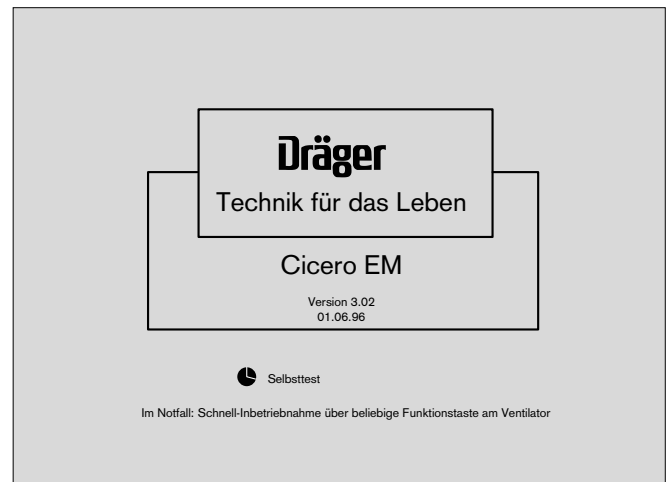 Dräger
Technik für das Leben
Cicero EM
Version 3.02
01.06.96
Selbsttest
Im Notfall: Schnell-Inbetriebnahme über beliebige Funktionstaste am Ventilator